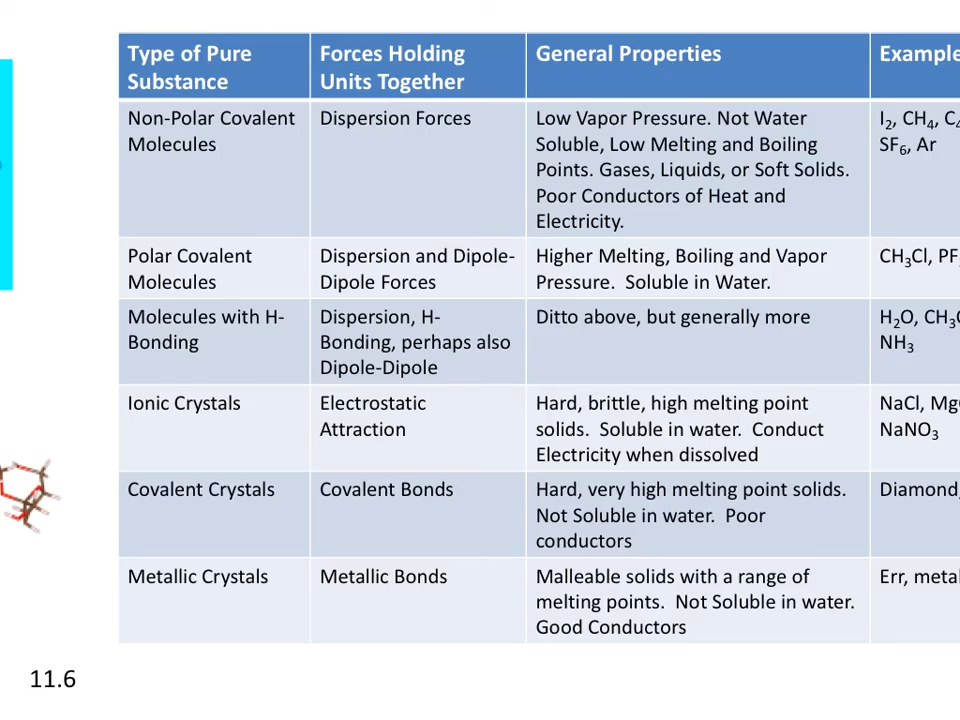 Type of Pure
Substance
Forces Holding
Units Together
General Properties
Example
Non-Polar Covalent
Molecules
Dispersion Forces
Low Vapor Pressure. Not Water
Soluble, Low Melting and Boiling
Points. Gases, Liquids, or Soft Solids.
Poor Conductors of Heat and
Electricity.
I₂, CH₄,
SF₆, Ar
Polar Covalent
Molecules
Dispersion and Dipole-
Dipole Forces
Higher Melting, Boiling and Vapor
Pressure. Soluble in Water.
CH₃Cl,
Molecules with H-
Bonding
Dispersion, H-
Bonding, perhaps also
Dipole-Dipole
Ditto above, but generally more
H₂O,
NH₃
Ionic Crystals
Electrostatic
Attraction
Hard, brittle, high melting point
solids. Soluble in water. Conduct
Electricity when dissolved
NaCl,
NaNO₃
Covalent Crystals
Covalent Bonds
Hard, very high melting point solids.
Not Soluble in water. Poor
conductors
Diamond,
Metallic Crystals
Metallic Bonds
Malleable solids with a range of
melting points. Not Soluble in water.
Good Conductors
Err, metal
11.6